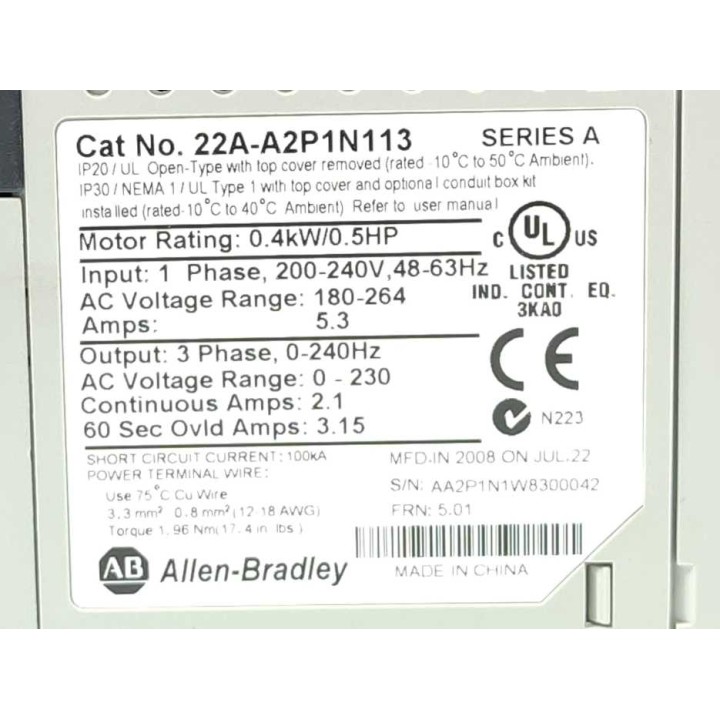 Cat No. 22A-A2P1N113 SERIES A
IP20 / UL Open-Type with top cover removed (rated -10°C to 50°C Ambient).
IP30 / NEMA 1 / UL Type 1 with top cover and optional conduit box kit
installed (rated-10°C to 40°C Ambient) Refer to user manual
Motor Rating: 0.4kW/0.5HP
C UL US
LISTED
IND. CONT. EQ.
3KA0
Input: 1 Phase, 200-240V,48-63Hz
AC Voltage Range: 180-264
Amps: 5.3
Output: 3 Phase, 0-240Hz
AC Voltage Range: 0 - 230
Continuous Amps: 2.1
60 Sec Ovld Amps: 3.15
CE
N223
SHORT CIRCUIT CURRENT: 100kA
POWER TERMINAL WIRE:
Use 75°C Cu Wire
3.3 mm² 0.8 mm² (12-18 AWG)
Torque 1.96 Nm(17.4 in lbs )
MFD.IN 2008 ON JUL.22
S/N: AA2P1N1W8300042
FRN: 5.01
AB Allen-Bradley
MADE IN CHINA